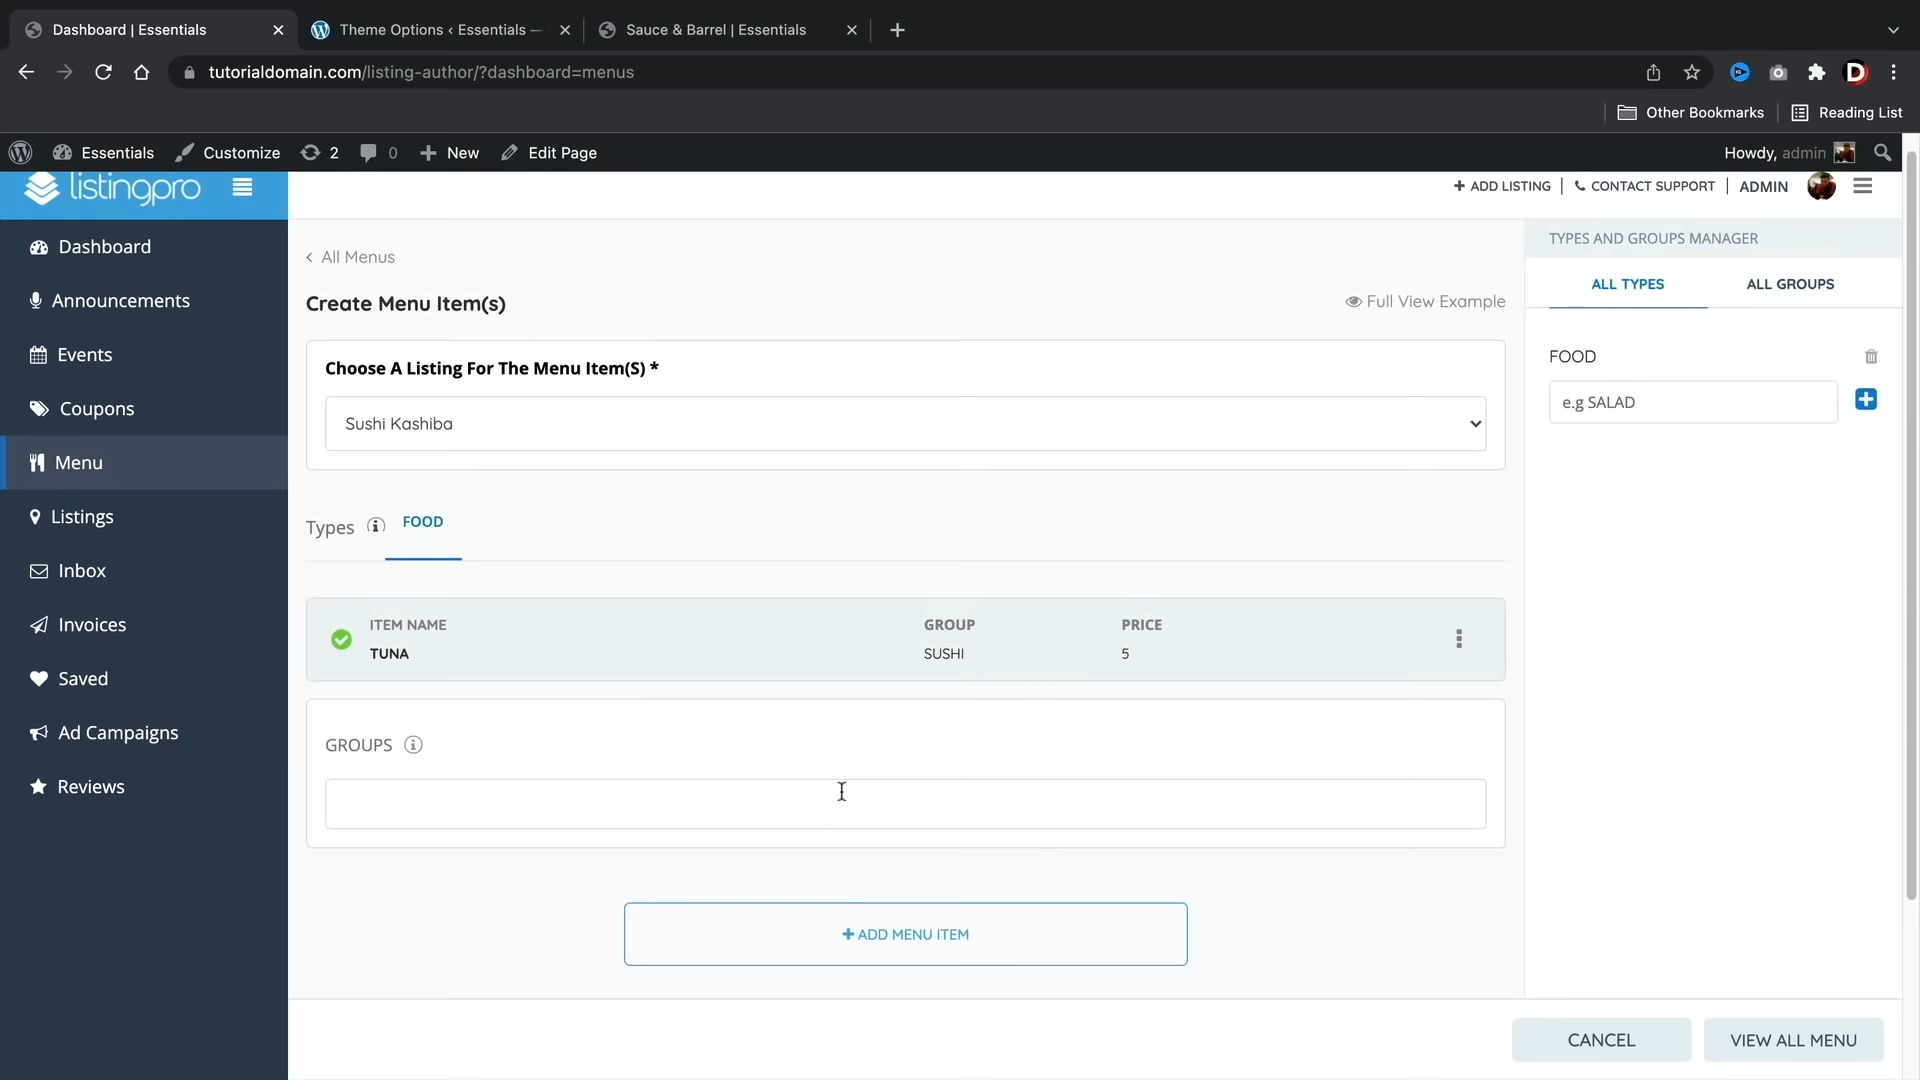 Dashboard | Essentials
Theme Options ‹ Essentials —
Sauce & Barrel | Essentials
tutorialdomain.com/listing-author/?dashboard=menus
Other Bookmarks
Reading List
Essentials
Customize
2
0
New
Edit Page
Howdy, admin
listingpro
+ ADD LISTING
CONTACT SUPPORT
ADMIN
Dashboard
Announcements
Events
Coupons
Menu
Listings
Inbox
Invoices
Saved
Ad Campaigns
Reviews
‹ All Menus
Create Menu Item(s)
Full View Example
Choose A Listing For The Menu Item(S) *
Sushi Kashiba
Types
FOOD
ITEM NAME
GROUP
PRICE
TUNA
SUSHI
5
GROUPS
+ ADD MENU ITEM
TYPES AND GROUPS MANAGER
ALL TYPES
ALL GROUPS
FOOD
e.g SALAD
CANCEL
VIEW ALL MENU